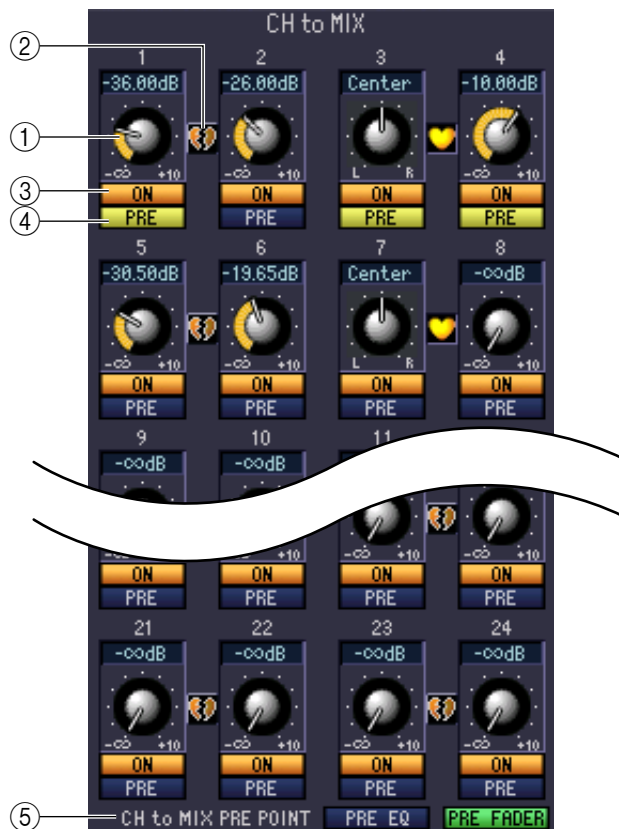 CH to MIX
②
1 2 3 4
-36.00dB -26.00dB Center -10.00dB
①
-∞ +10 -∞ +10 L R -∞ +10
③ ON ON ON ON
④ PRE PRE PRE PRE
5 6 7 8
-30.50dB -19.65dB Center -∞dB
-∞ +10 -∞ +10 L R -∞ +10
ON ON ON ON
PRE PRE PRE PRE
9 10 11
-∞dB -∞dB
-∞ +10 -∞ +10 -∞ +10 -∞ +10
ON ON ON ON
PRE PRE PRE PRE
21 22 23 24
-∞dB -∞dB -∞dB -∞dB
-∞ +10 -∞ +10 -∞ +10 -∞ +10
ON ON ON ON
PRE PRE PRE PRE
⑤ CH to MIX PRE POINT PRE EQ PRE FADER